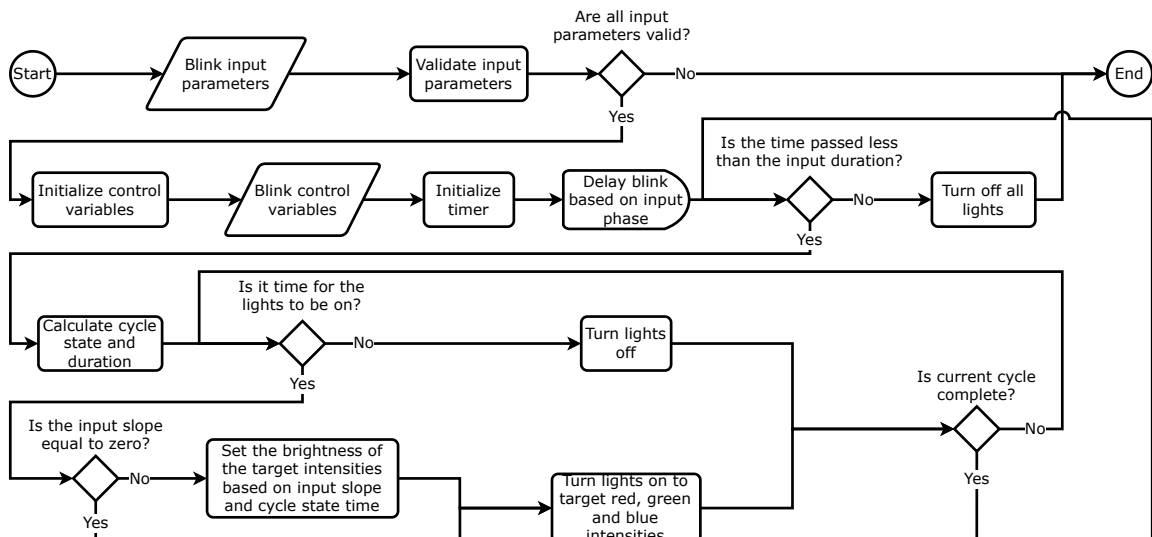 Are all input
parameters valid?
Start
Blink input
parameters
Validate input
parameters
No
End
Yes
Is the time passed less
than the input duration?
Initialize control
variables
Blink control
variables
Initialize
timer
Delay blink
based on input
phase
No
Turn off all
lights
Yes
Is it time for the
lights to be on?
Calculate cycle
state and
duration
No
Turn lights
off
Yes
Is current cycle
complete?
No
Yes
Is the input slope
equal to zero?
No
Set the brightness of
the target intensities
based on input slope
and cycle state time
Turn lights on to
target red, green
and blue
intensities
Yes